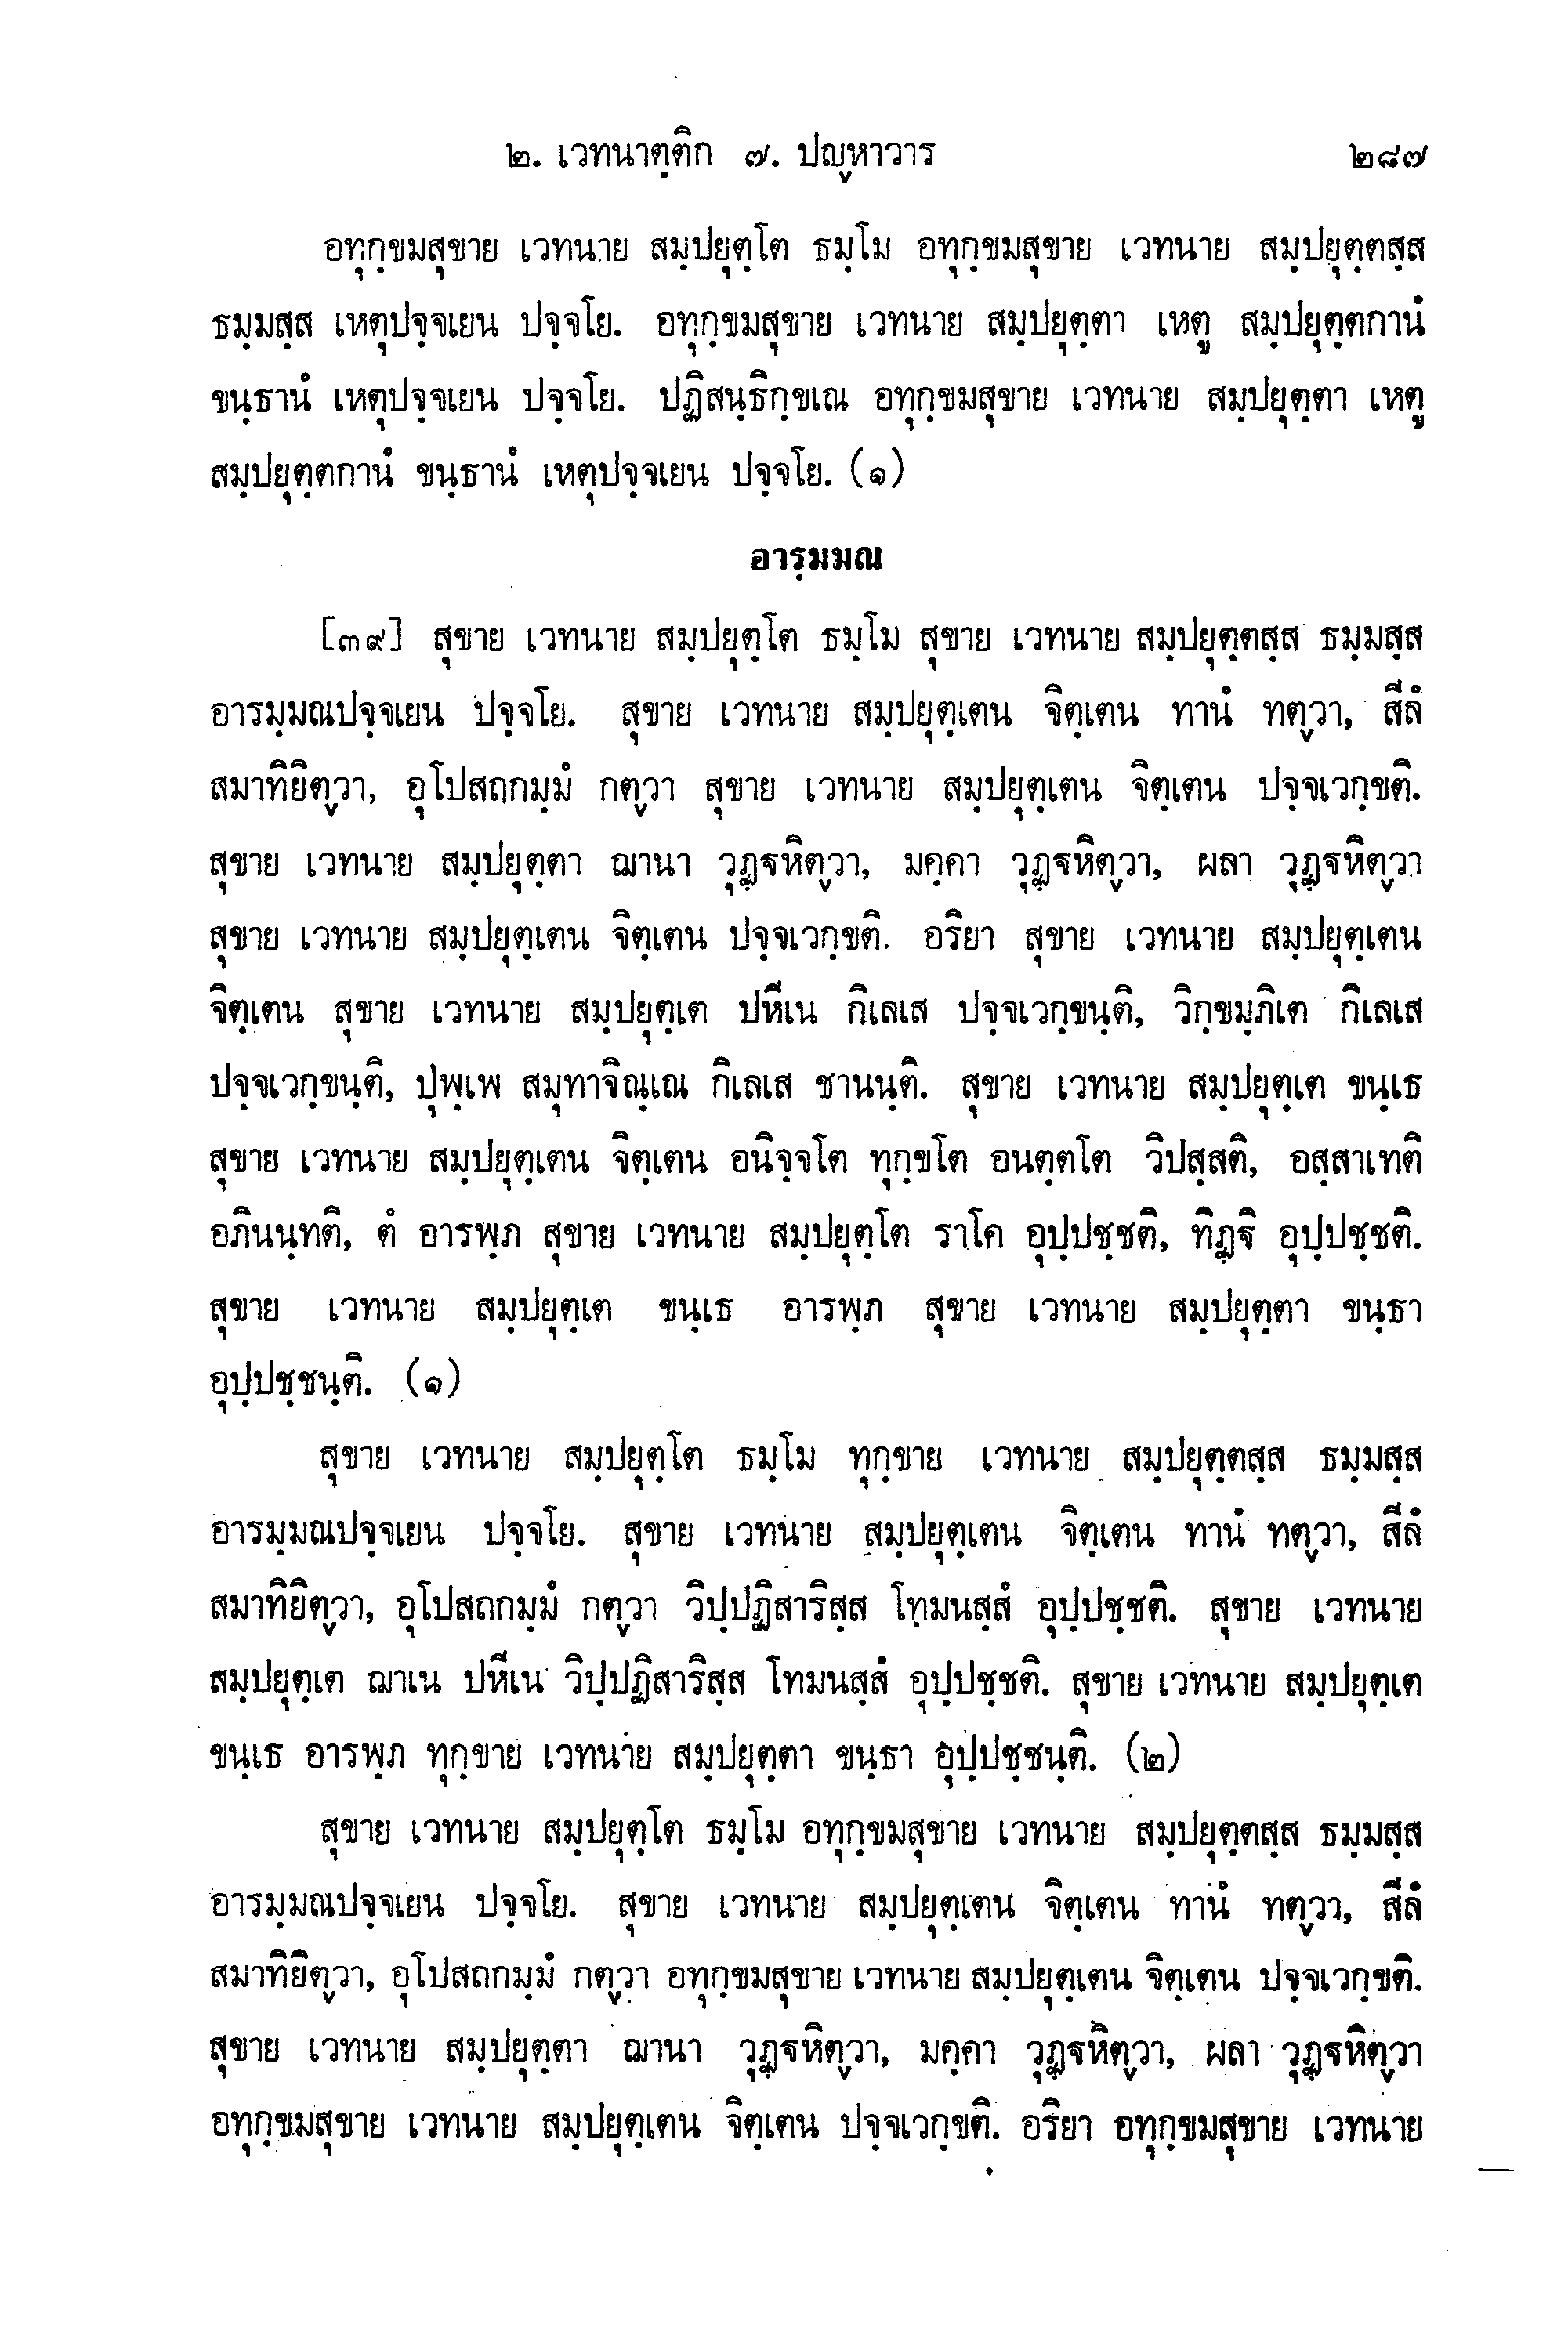 ๒. เวทนาตฺติก ๗. ปญฺหาวาร ๒๘๗
อทุกฺขมสุขาย เวทนาย สมฺปยุตฺโต ธมฺโม อทุกฺขมสุขาย เวทนาย สมฺปยุตฺตสฺส
ธมฺมสฺส เหตุปจฺจเยน ปจฺจโย. อทุกฺขมสุขาย เวทนาย สมฺปยุตฺตา เหตู สมฺปยุตฺตกานํ
ขนฺธานํ เหตุปจฺจเยน ปจฺจโย. ปฏิสนฺธิกฺขเณ อทุกฺขมสุขาย เวทนาย สมฺปยุตฺตา เหตู
สมฺปยุตฺตกานํ ขนฺธานํ เหตุปจฺจเยน ปจฺจโย. (๑)
อารฺมมณ
[๓๙] สุขาย เวทนาย สมฺปยุตฺโต ธมฺโม สุขาย เวทนาย สมฺปยุตฺตสฺส ธมฺมสฺส
อารมฺมณปจฺจเยน ปจฺจโย. สุขาย เวทนาย สมฺปยุตฺเตน จิตฺเตน ทานํ ทตฺวา, สีลํ
สมาทิยิตฺวา, อุโปสถกมฺมํ กตฺวา สุขาย เวทนาย สมฺปยุตฺเตน จิตฺเตน ปจฺจเวกฺขติ.
สุขาย เวทนาย สมฺปยุตฺตา ฌานา วุฏฺฐหิตฺวา, มคฺคา วุฏฺฐหิตฺวา, ผลา วุฏฺฐหิตฺวา
สุขาย เวทนาย สมฺปยุตฺเตน จิตฺเตน ปจฺจเวกฺขติ. อริยา สุขาย เวทนาย สมฺปยุตฺเตน
จิตฺเตน สุขาย เวทนาย สมฺปยุตฺเต ปหีเน กิเลเส ปจฺจเวกฺขนฺติ, วิกฺขมฺภิเต กิเลเส
ปจฺจเวกฺขนฺติ, ปุพฺเพ สมุทาจิณฺเณ กิเลเส ชานนฺติ. สุขาย เวทนาย สมฺปยุตฺเต ขนฺเธ
สุขาย เวทนาย สมฺปยุตฺเตน จิตฺเตน อนิจฺจโต ทุกฺขโต อนตฺตโต วิปสฺสติ, อสฺสาเทติ
อภินนฺทติ, ตํ อารพฺภ สุขาย เวทนาย สมฺปยุตฺโต ราโค อุปฺปชฺชติ, ทิฏฺฐิ อุปฺปชฺชติ.
สุขาย เวทนาย สมฺปยุตฺเต ขนฺเธ อารพฺภ สุขาย เวทนาย สมฺปยุตฺตา ขนฺธา
อุปฺปชฺชนฺติ. (๑)
สุขาย เวทนาย สมฺปยุตฺโต ธมฺโม ทุกฺขาย เวทนาย สมฺปยุตฺตสฺส ธมฺมสฺส
อารมฺมณปจฺจเยน ปจฺจโย. สุขาย เวทนาย สมฺปยุตฺเตน จิตฺเตน ทานํ ทตฺวา, สีลํ
สมาทิยิตฺวา, อุโปสถกมฺมํ กตฺวา วิปฺปฏิสาริสฺส โทมนสฺสํ อุปฺปชฺชติ. สุขาย เวทนาย
สมฺปยุตฺเต ฌาเน ปหีเน วิปฺปฏิสาริสฺส โทมนสฺสํ อุปฺปชฺชติ. สุขาย เวทนาย สมฺปยุตฺเต
ขนฺเธ อารพฺภ ทุกฺขาย เวทนาย สมฺปยุตฺตา ขนฺธา อุปฺปชฺชนฺติ. (๒)
สุขาย เวทนาย สมฺปยุตฺโต ธมฺโม อทุกฺขมสุขาย เวทนาย สมฺปยุตฺตสฺส ธมฺมสฺส
อารมฺมณปจฺจเยน ปจฺจโย. สุขาย เวทนาย สมฺปยุตฺเตน จิตฺเตน ทานํ ทตฺวา, สีลํ
สมาทิยิตฺวา, อุโปสถกมฺมํ กตฺวา อทุกฺขมสุขาย เวทนาย สมฺปยุตฺเตน จิตฺเตน ปจฺจเวกฺขติ.
สุขาย เวทนาย สมฺปยุตฺตา ฌานา วุฏฺฐหิตฺวา, มคฺคา วุฏฺฐหิตฺวา, ผลา วุฏฺฐหิตฺวา
อทุกฺขมสุขาย เวทนาย สมฺปยุตฺเตน จิตฺเตน ปจฺจเวกฺขติ. อริยา อทุกฺขมสุขาย เวทนาย